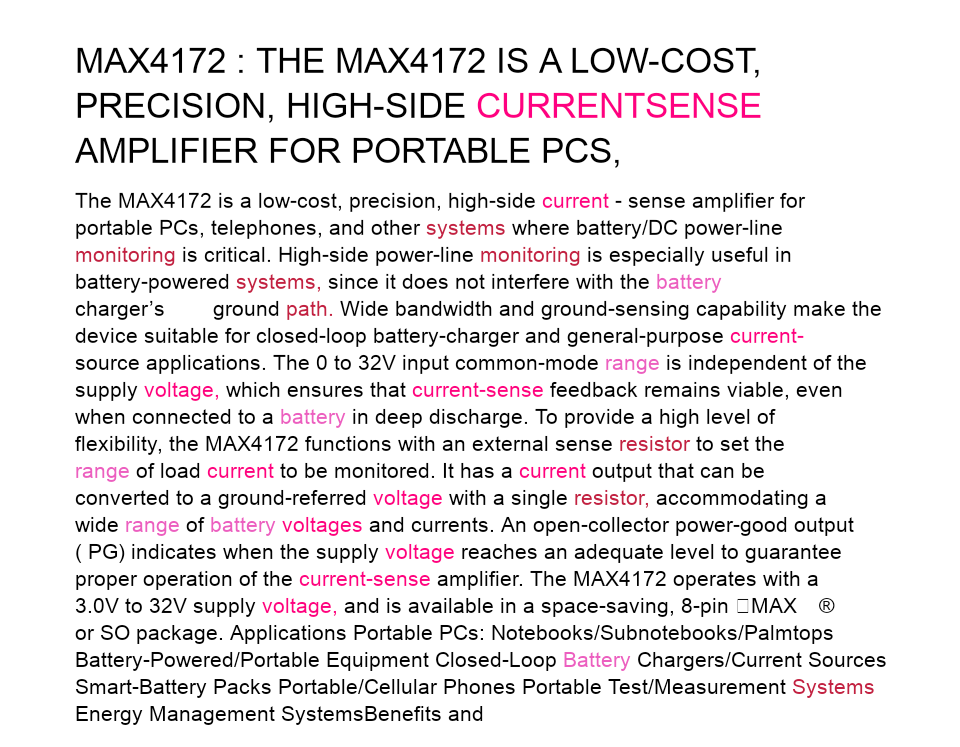 MAX4172 : THE MAX4172 IS A LOW-COST,
PRECISION, HIGH-SIDE CURRENTSENSE
AMPLIFIER FOR PORTABLE PCS,
The MAX4172 is a low-cost, precision, high-side current - sense amplifier for
portable PCs, telephones, and other systems where battery/DC power-line
monitoring is critical. High-side power-line monitoring is especially useful in
battery-powered systems, since it does not interfere with the battery
charger’s ground path. Wide bandwidth and ground-sensing capability make the
device suitable for closed-loop battery-charger and general-purpose current-
source applications. The 0 to 32V input common-mode range is independent of the
supply voltage, which ensures that current-sense feedback remains viable, even
when connected to a battery in deep discharge. To provide a high level of
flexibility, the MAX4172 functions with an external sense resistor to set the
range of load current to be monitored. It has a current output that can be
converted to a ground-referred voltage with a single resistor, accommodating a
wide range of battery voltages and currents. An open-collector power-good output
( PG) indicates when the supply voltage reaches an adequate level to guarantee
proper operation of the current-sense amplifier. The MAX4172 operates with a
3.0V to 32V supply voltage, and is available in a space-saving, 8-pin MAX ®
or SO package. Applications Portable PCs: Notebooks/Subnotebooks/Palmtops
Battery-Powered/Portable Equipment Closed-Loop Battery Chargers/Current Sources
Smart-Battery Packs Portable/Cellular Phones Portable Test/Measurement Systems
Energy Management SystemsBenefits and